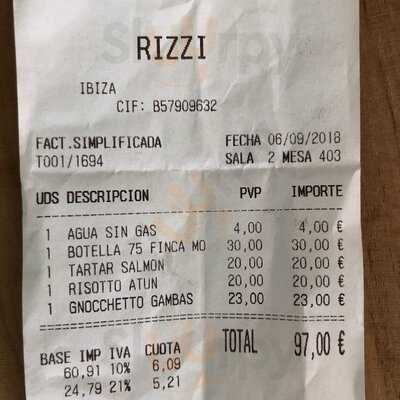 RIZZI
IBIZA
CIF: B57909632
FACT.SIMPLIFICADA FECHA 06/09/2018
T001/1694 SALA 2 MESA 403
UDS DESCRIPCION PVP IMPORTE
1 AGUA SIN GAS 4,00 4,00 €
1 BOTELLA 75 FINCA MO 30,00 30,00 €
1 TARTAR SALMON 20,00 20,00 €
1 RISOTTO ATUN 20,00 20,00 €
1 GNOCCHETTO GAMBAS 23,00 23,00 €
TOTAL 97,00 €
BASE IMP IVA CUOTA
60,91 10% 6,09
24,79 21% 5,21